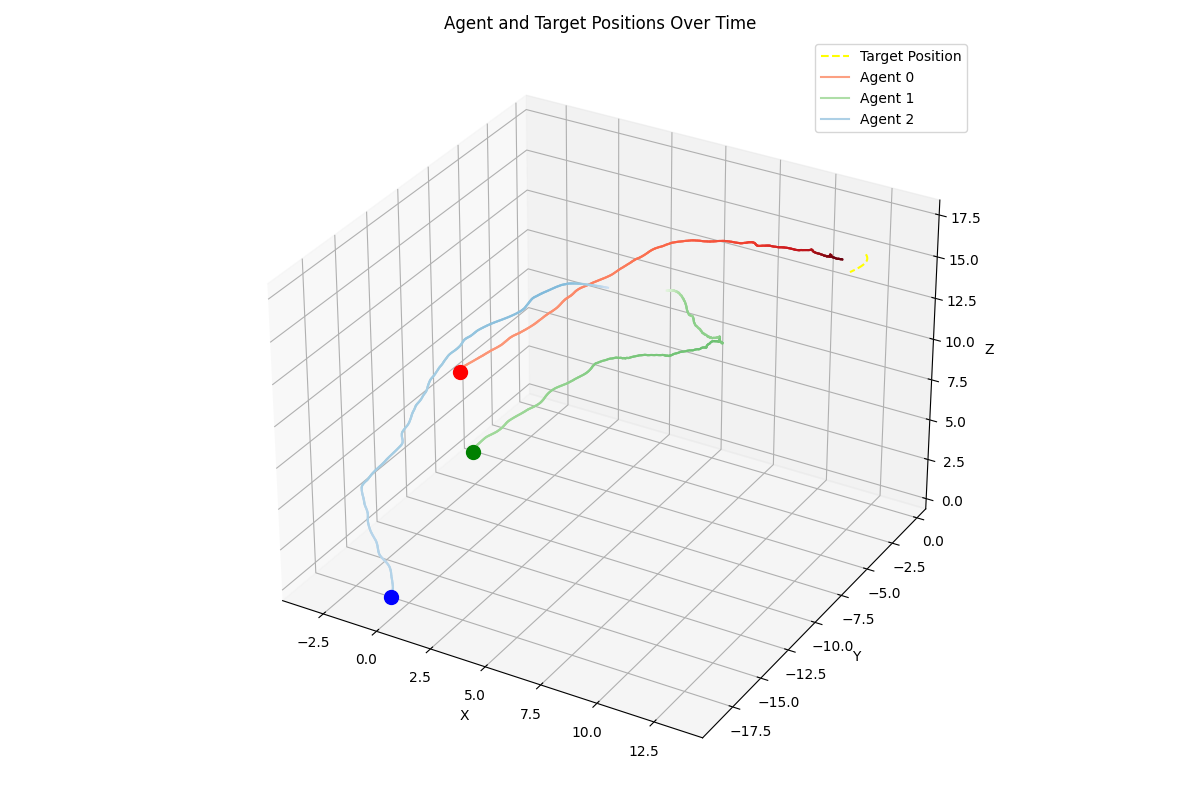 Agent and Target Positions Over Time
Target Position
Agent 0
Agent 1
Agent 2
17.5
15.0
12.5
10.0
7.5
5.0
2.5
0.0
Z
0.0
−2.5
−5.0
−7.5
−10.0
−12.5
−15.0
−17.5
Y
−2.5
0.0
2.5
5.0
7.5
10.0
12.5
X